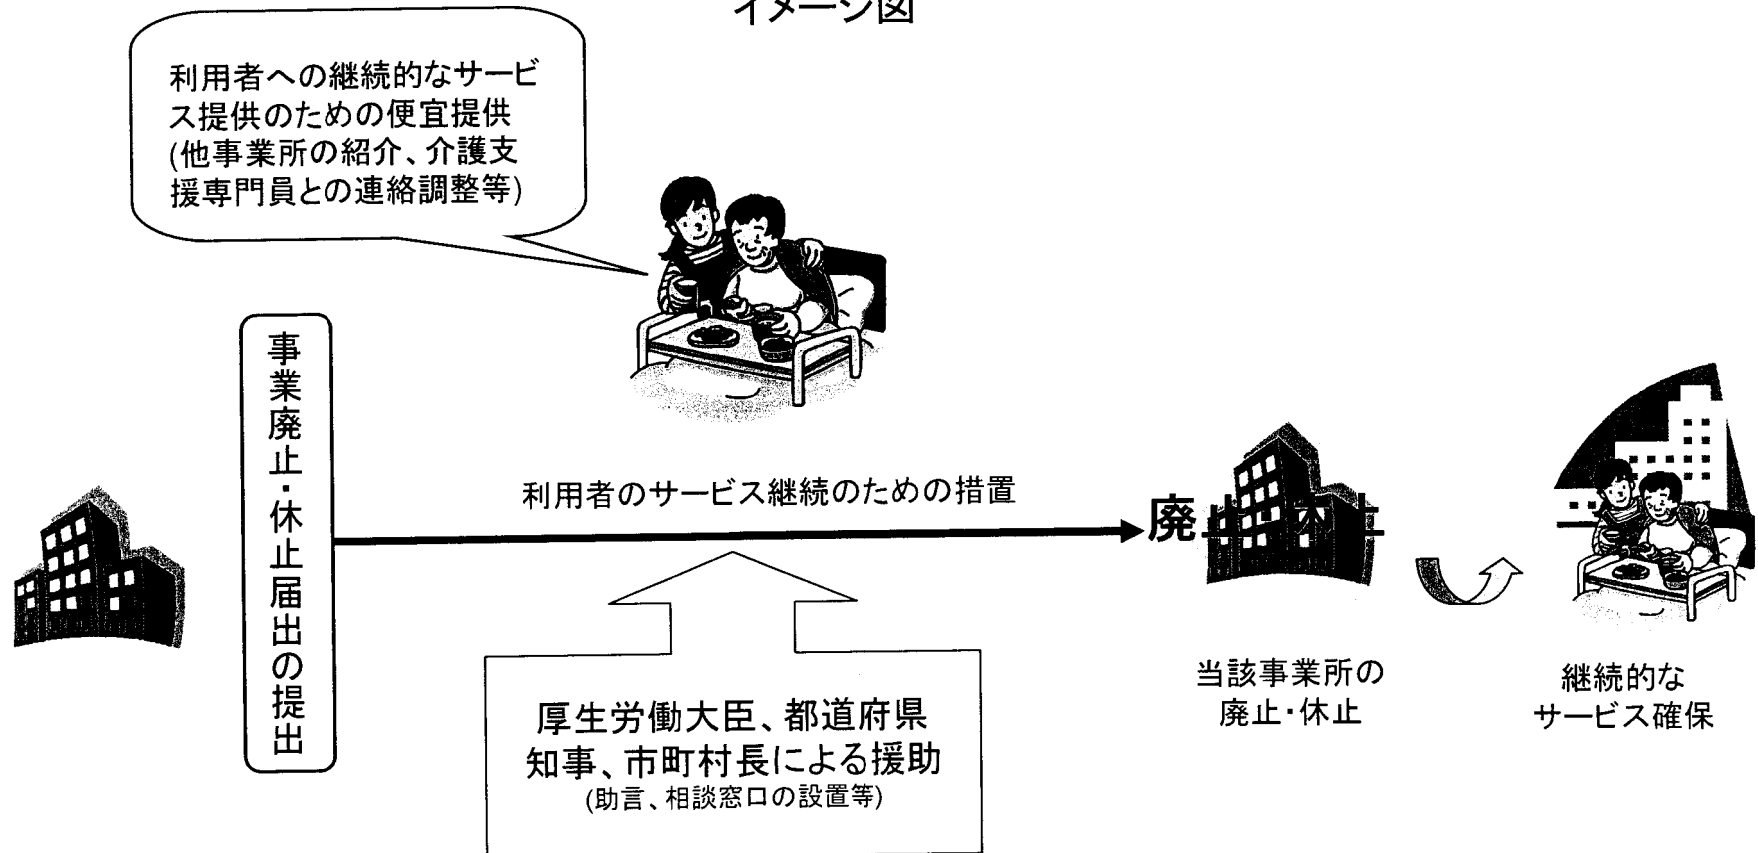 イメージ図
利用者への継続的なサービ
ス提供のための便宜提供
(他事業所の紹介、介護支
援専門員との連絡調整等)
事業廃止・休止届出の提出
利用者のサービス継続のための措置
廃止・休止
厚生労働大臣、都道府県
知事、市町村長による援助
(助言、相談窓口の設置等)
当該事業所の
廃止・休止
継続的な
サービス確保